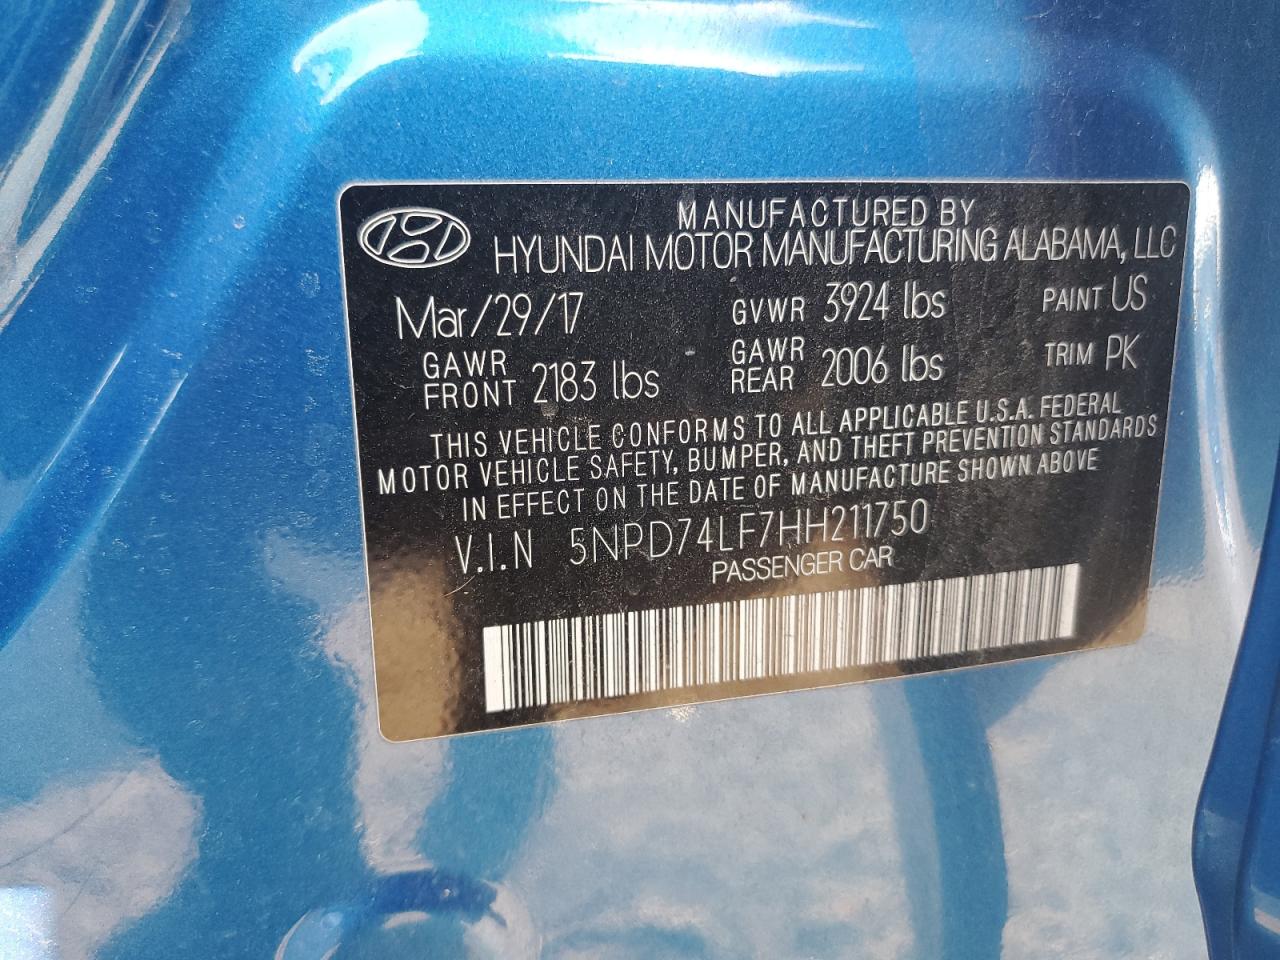 MANUFACTURED BY
HYUNDAI MOTOR MANUFACTURING ALABAMA, LLC
Mar/29/17 GVWR 3924 lbs PAINT US
GAWR FRONT 2183 lbs GAWR REAR 2006 lbs TRIM PK
THIS VEHICLE CONFORMS TO ALL APPLICABLE U.S.A. FEDERAL
MOTOR VEHICLE SAFETY, BUMPER, AND THEFT PREVENTION STANDARDS
IN EFFECT ON THE DATE OF MANUFACTURE SHOWN ABOVE
V.I.N 5NPD74LF7HH211750
PASSENGER CAR